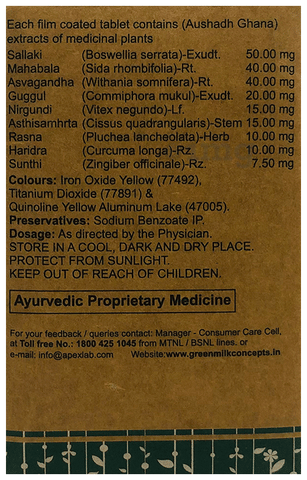 Each film coated tablet contains (Aushadh Ghana)
extracts of medicinal plants
Sallaki (Boswellia serrata)-Exudt. 50.00 mg
Mahabala (Sida rhombifolia)-Rt. 40.00 mg
Asvagandha (Withania somnifera)-Rt. 40.00 mg
Guggul (Commiphora mukul)-Exudt. 20.00 mg
Nirgundi (Vitex negundo)-Lf. 15.00 mg
Asthisamhrta (Cissus quadrangularis)-Stem 15.00 mg
Rasna (Pluchea lancheolata)-Herb 10.00 mg
Haridra (Curcuma longa)-Rz. 10.00 mg
Sunthi (Zingiber officinale)-Rz. 7.50 mg
Colours: Iron Oxide Yellow (77492),
Titanium Dioxide (77891) &
Quinoline Yellow Aluminum Lake (47005).
Preservatives: Sodium Benzoate IP.
Dosage: As directed by the Physician.
STORE IN A COOL, DARK AND DRY PLACE.
PROTECT FROM SUNLIGHT.
KEEP OUT OF REACH OF CHILDREN.
Ayurvedic Proprietary Medicine
For your feedback / queries contact: Manager - Consumer Care Cell,
at Toll free No.: 1800 425 1045 from MTNL / BSNL lines. or
e-mail: info@apexlab.com Website:www.greenmilkconcepts.in